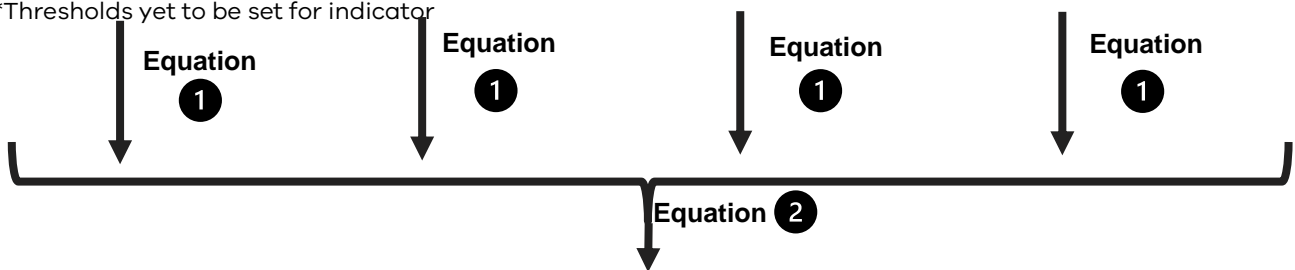 *Thresholds yet to be set for indicator
Equation
1
Equation
1
Equation
1
Equation
1
Equation 2